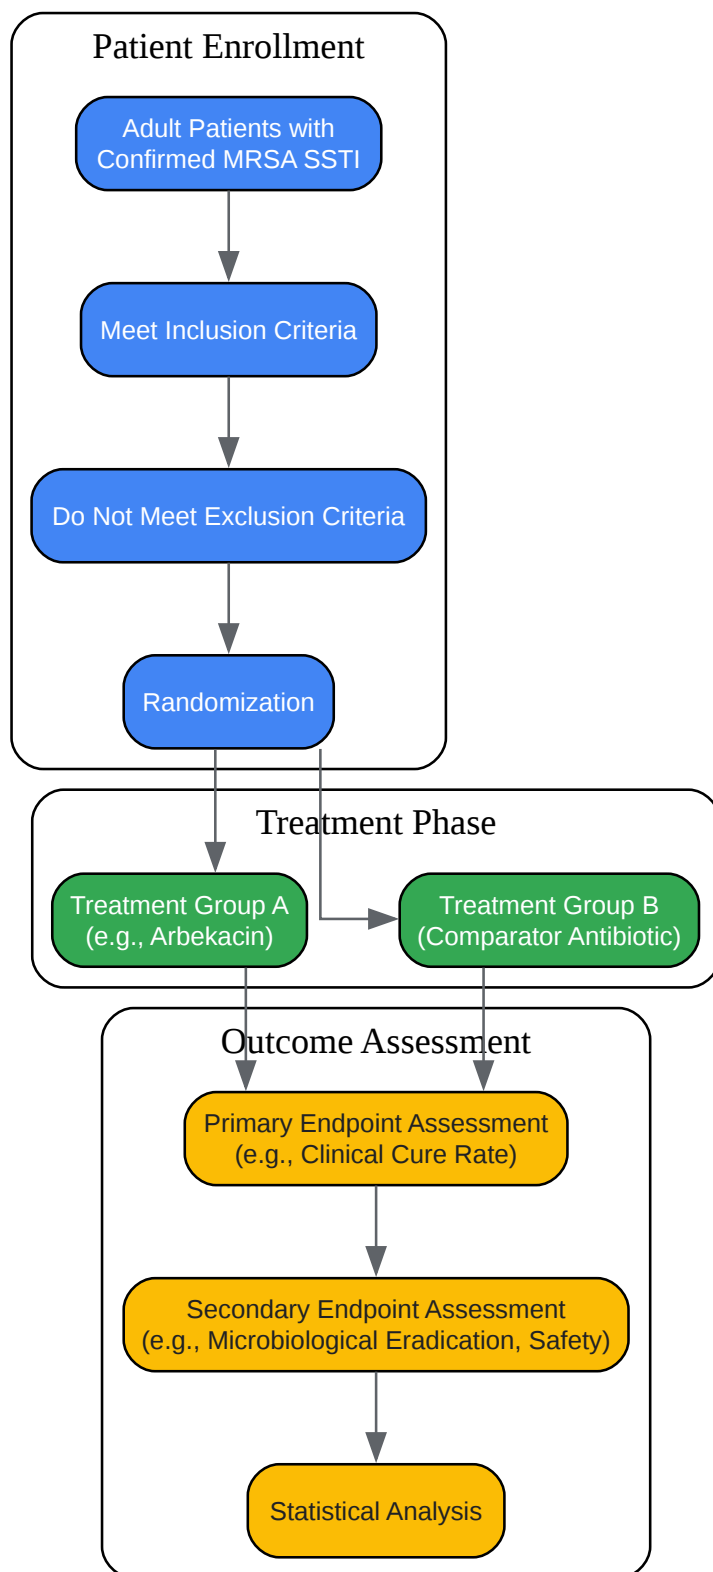 Patient Enrollment
Adult Patients with
Confirmed MRSA SSTI
Meet Inclusion Criteria
Do Not Meet Exclusion Criteria
Randomization
Treatment Phase
Treatment Group A
(e.g., Arbekacin)
Treatment Group B
(Comparator Antibiotic)
Outcome Assessment
Primary Endpoint Assessment
(e.g., Clinical Cure Rate)
Secondary Endpoint Assessment
(e.g., Microbiological Eradication, Safety)
Statistical Analysis